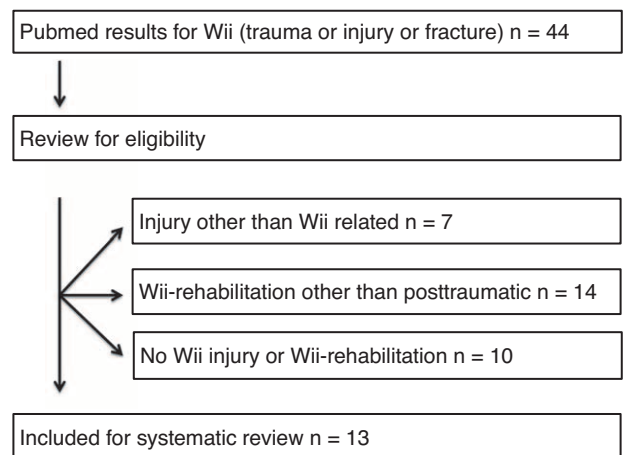 Pubmed results for Wii (trauma or injury or fracture) n = 44
Review for eligibility
Injury other than Wii related n = 7
Wii-rehabilitation other than posttraumatic n = 14
No Wii injury or Wii-rehabilitation n = 10
Included for systematic review n = 13